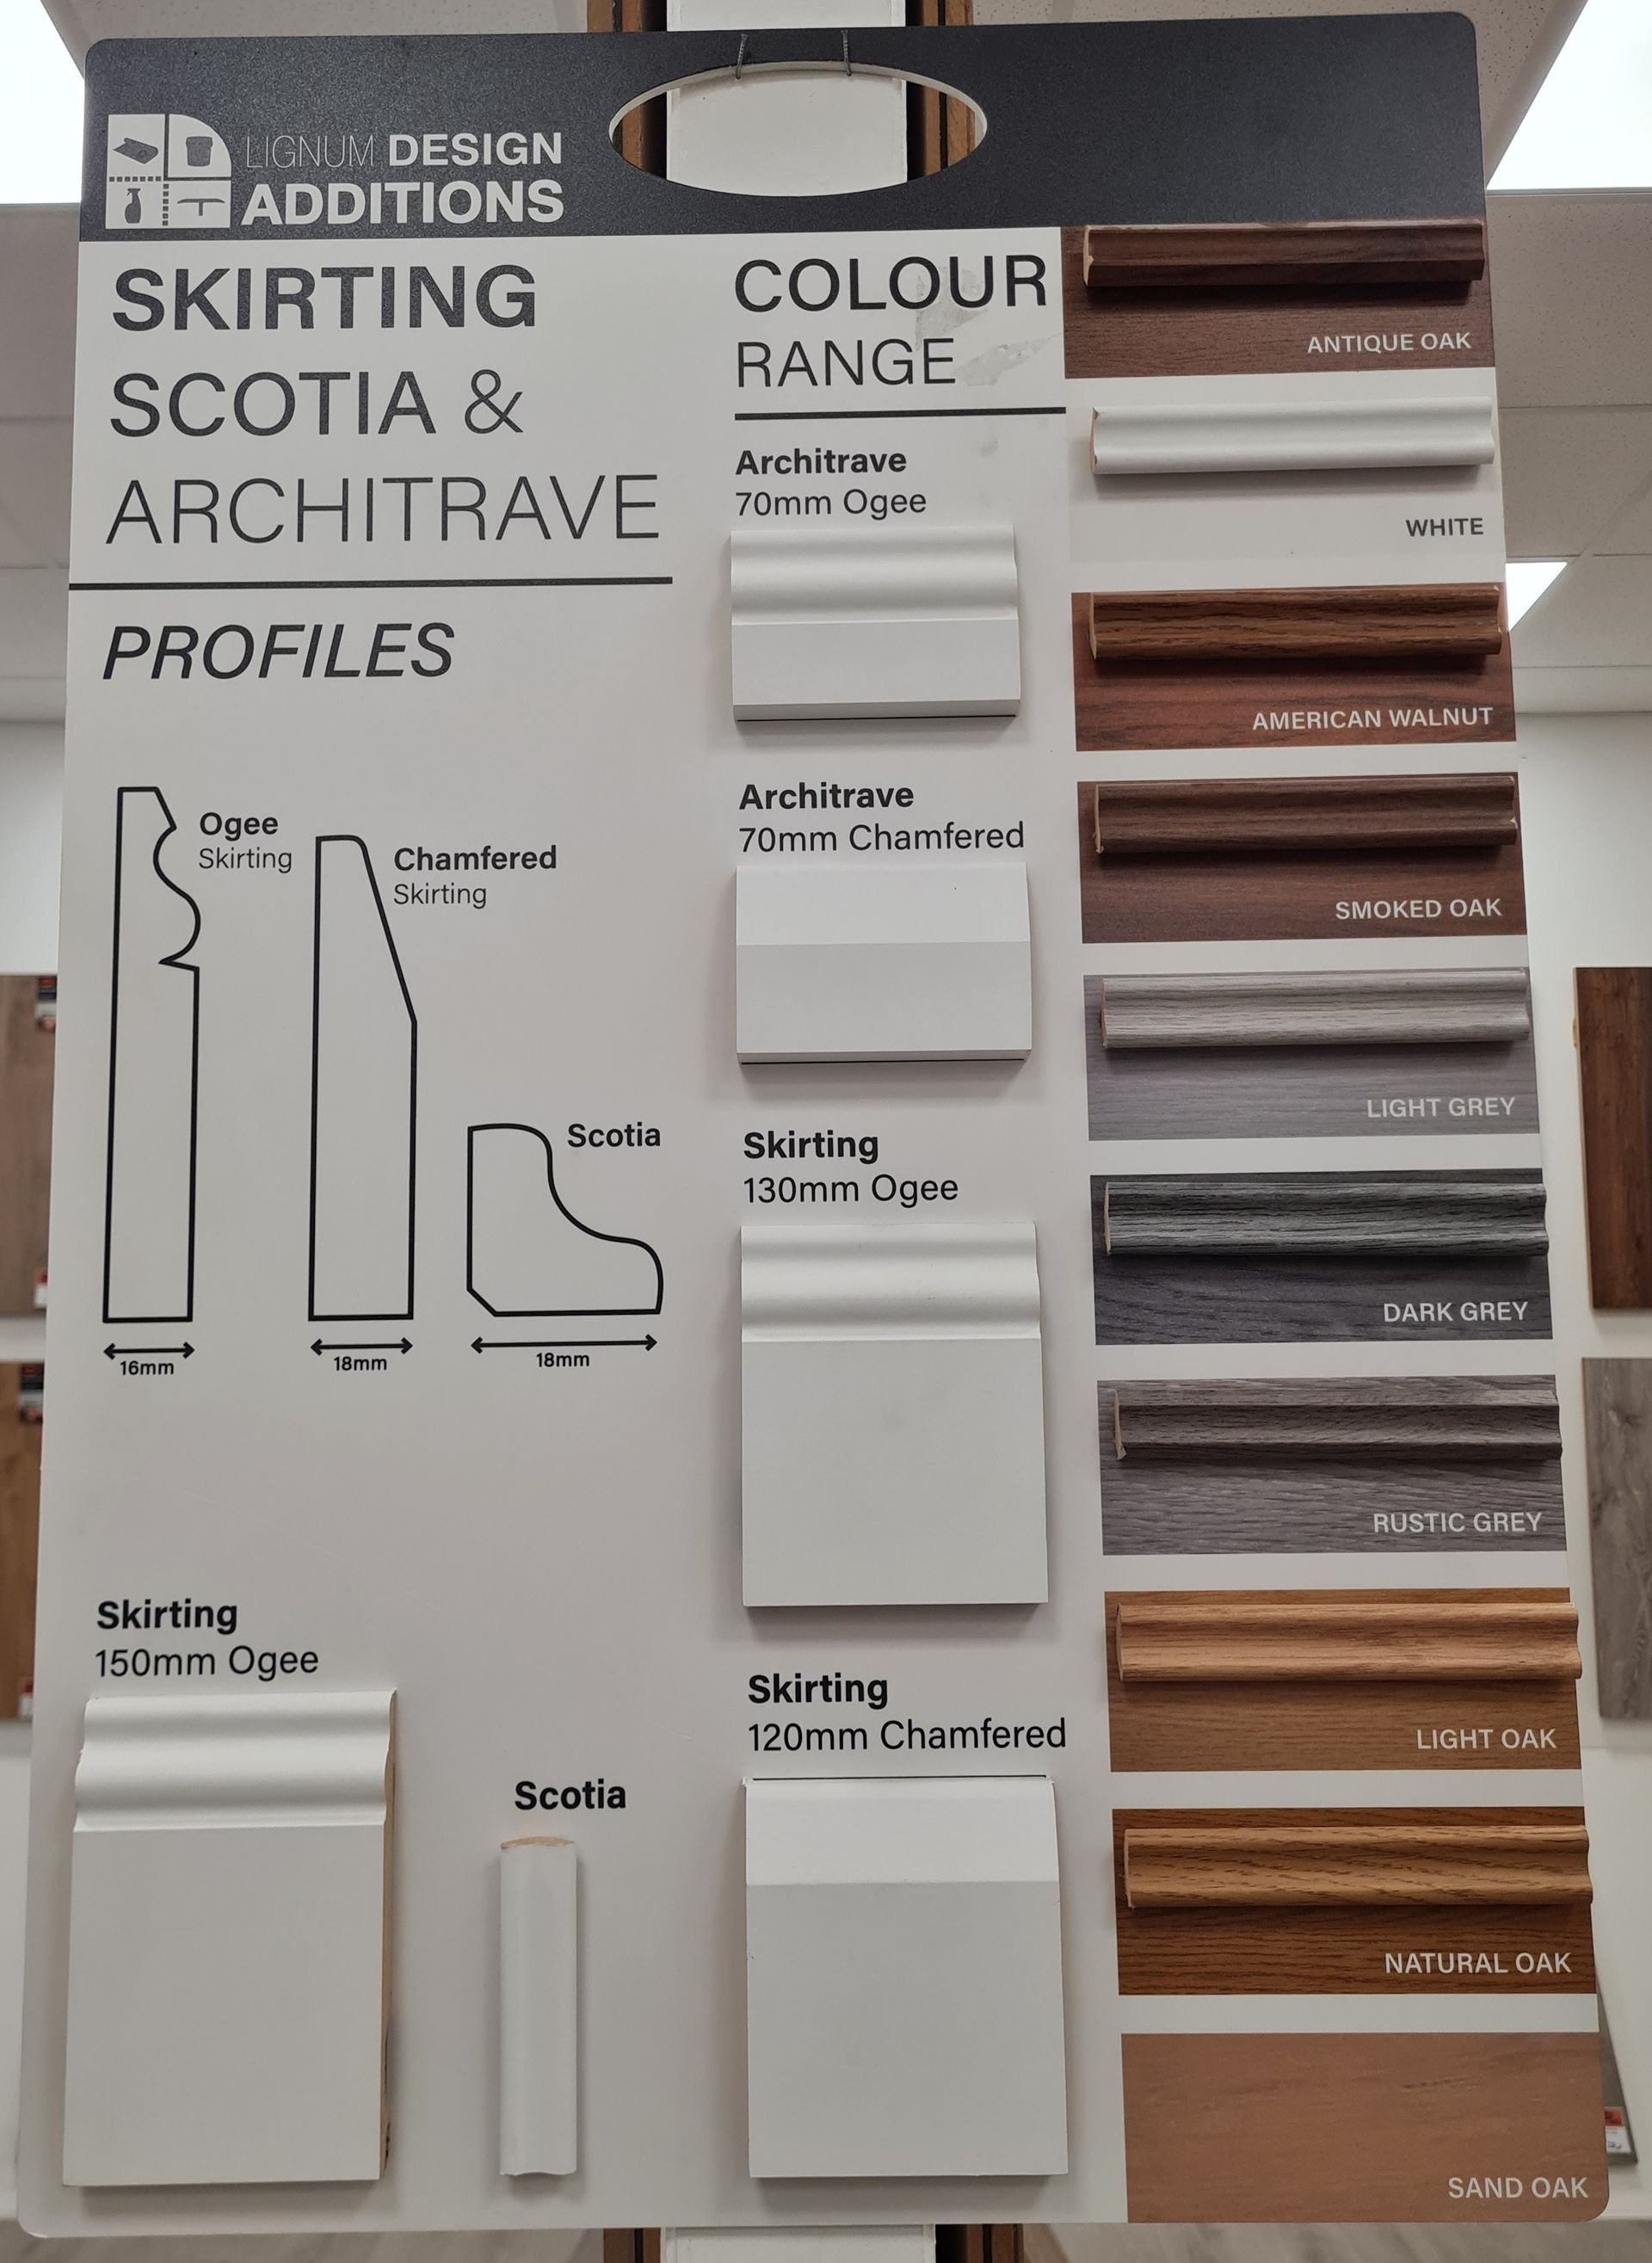 LIGNUM DESIGN
ADDITIONS
SKIRTING
SCOTIA &
ARCHITRAVE
PROFILES
Ogee
Skirting
Chamfered
Skirting
Scotia
16mm
18mm
18mm
Skirting
150mm Ogee
Scotia
COLOUR
RANGE
Architrave
70mm Ogee
Architrave
70mm Chamfered
Skirting
130mm Ogee
Skirting
120mm Chamfered
ANTIQUE OAK
WHITE
AMERICAN WALNUT
SMOKED OAK
LIGHT GREY
DARK GREY
RUSTIC GREY
LIGHT OAK
NATURAL OAK
SAND OAK